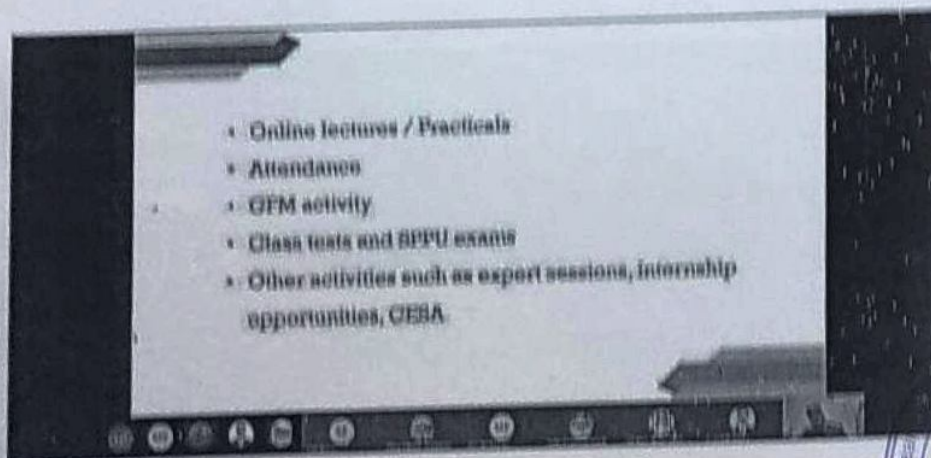 • Online lectures / Practicals
• Attendance
• GFM activity
• Class tests and SPPU exams
• Other activities such as expert sessions, internship
opportunities, CESA